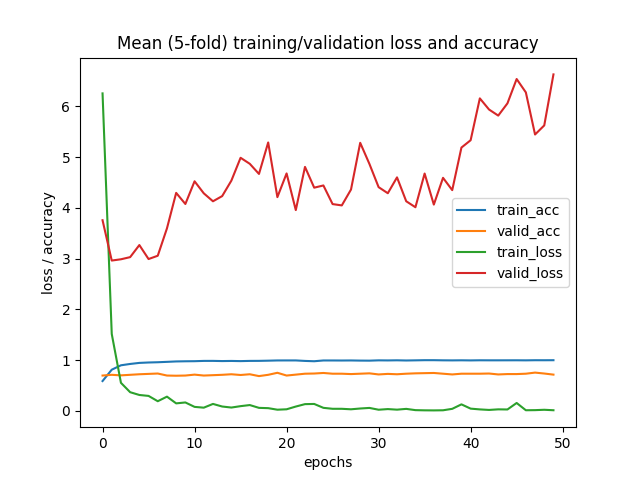 Mean (5-fold) training/validation loss and accuracy
loss / accuracy
6
5
4
3
2
1
0
train_acc
valid_acc
train_loss
valid_loss
0 10 20 30 40 50
epochs